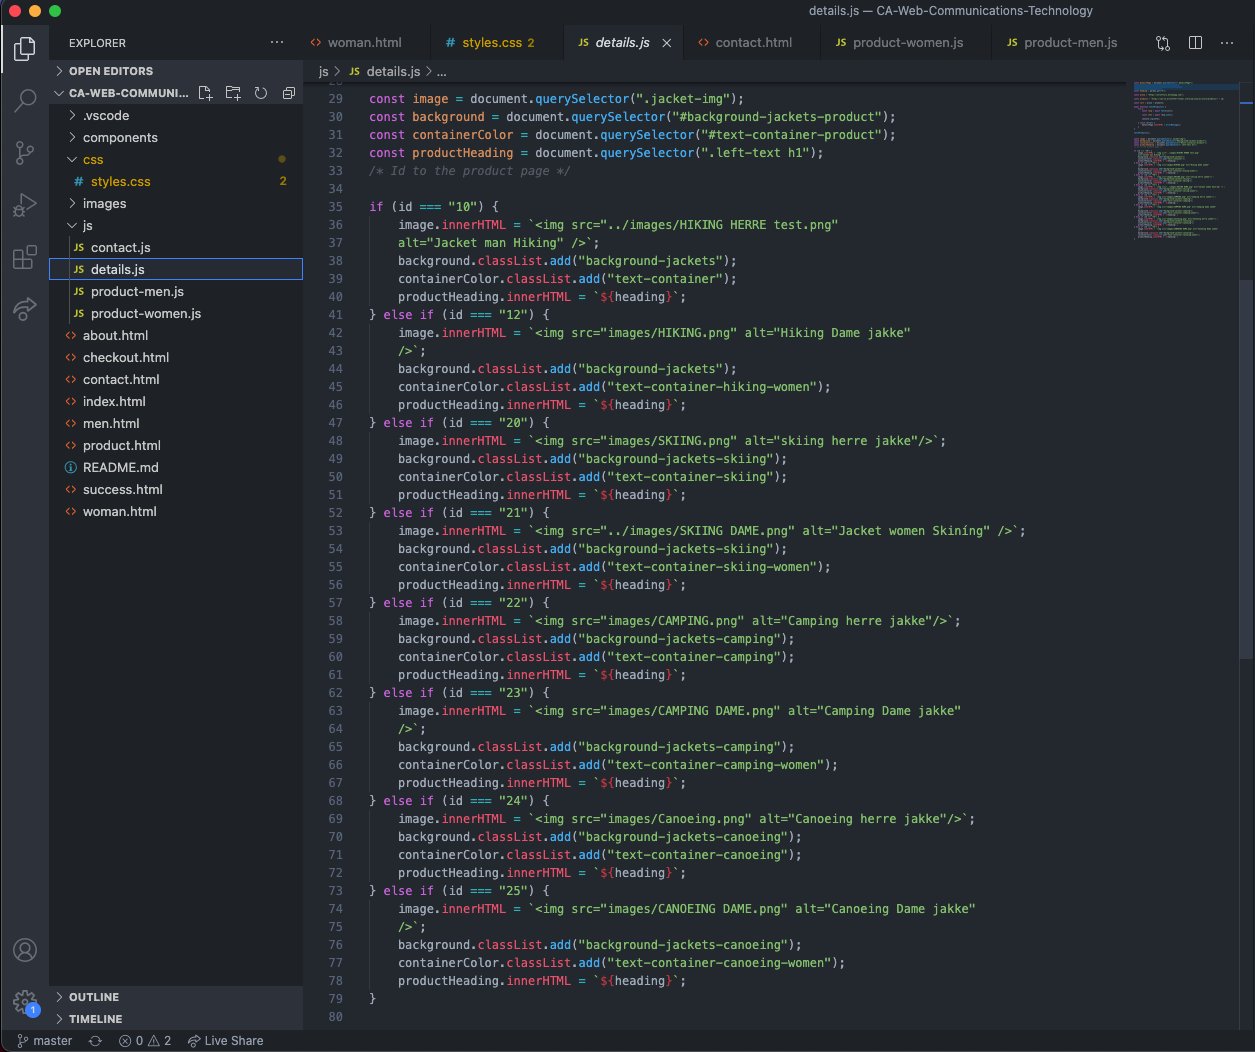 details.js — CA-Web-Communications-Technology
EXPLORER
woman.html
# styles.css 2
JS details.js
contact.html
JS product-women.js
JS product-men.js
OPEN EDITORS
CA-WEB-COMMUNI...
.vscode
components
css
# styles.css 2
images
js
JS contact.js
JS details.js
JS product-men.js
JS product-women.js
about.html
checkout.html
contact.html
index.html
men.html
product.html
README.md
success.html
woman.html
OUTLINE
TIMELINE
js > JS details.js > ...
29 const image = document.querySelector(".jacket-img");
30 const background = document.querySelector("#background-jackets-product");
31 const containerColor = document.querySelector("#text-container-product");
32 const productHeading = document.querySelector(".left-text h1");
33 /* Id to the product page */
34
35 if (id === "10") {
36 image.innerHTML = `<img src="../images/HIKING HERRE test.png"
37 alt="Jacket man Hiking" />`;
38 background.classList.add("background-jackets");
39 containerColor.classList.add("text-container");
40 productHeading.innerHTML = `${heading}`;
41 } else if (id === "12") {
42 image.innerHTML = `<img src="images/HIKING.png" alt="Hiking Dame jakke"
43 />`;
44 background.classList.add("background-jackets");
45 containerColor.classList.add("text-container-hiking-women");
46 productHeading.innerHTML = `${heading}`;
47 } else if (id === "20") {
48 image.innerHTML = `<img src="images/SKIING.png" alt="skiing herre jakke"/>`;
49 background.classList.add("background-jackets-skiing");
50 containerColor.classList.add("text-container-skiing");
51 productHeading.innerHTML = `${heading}`;
52 } else if (id === "21") {
53 image.innerHTML = `<img src="../images/SKIING DAME.png" alt="Jacket women Skiníng" />`;
54 background.classList.add("background-jackets-skiing");
55 containerColor.classList.add("text-container-skiing-women");
56 productHeading.innerHTML = `${heading}`;
57 } else if (id === "22") {
58 image.innerHTML = `<img src="images/CAMPING.png" alt="Camping herre jakke"/>`;
59 background.classList.add("background-jackets-camping");
60 containerColor.classList.add("text-container-camping");
61 productHeading.innerHTML = `${heading}`;
62 } else if (id === "23") {
63 image.innerHTML = `<img src="images/CAMPING DAME.png" alt="Camping Dame jakke"
64 />`;
65 background.classList.add("background-jackets-camping");
66 containerColor.classList.add("text-container-camping-women");
67 productHeading.innerHTML = `${heading}`;
68 } else if (id === "24") {
69 image.innerHTML = `<img src="images/Canoeing.png" alt="Canoeing herre jakke"/>`;
70 background.classList.add("background-jackets-canoeing");
71 containerColor.classList.add("text-container-canoeing");
72 productHeading.innerHTML = `${heading}`;
73 } else if (id === "25") {
74 image.innerHTML = `<img src="images/CANOEING DAME.png" alt="Canoeing Dame jakke"
75 />`;
76 background.classList.add("background-jackets-canoeing");
77 containerColor.classList.add("text-container-canoeing-women");
78 productHeading.innerHTML = `${heading}`;
79 }
80
1
master
0
2
Live Share